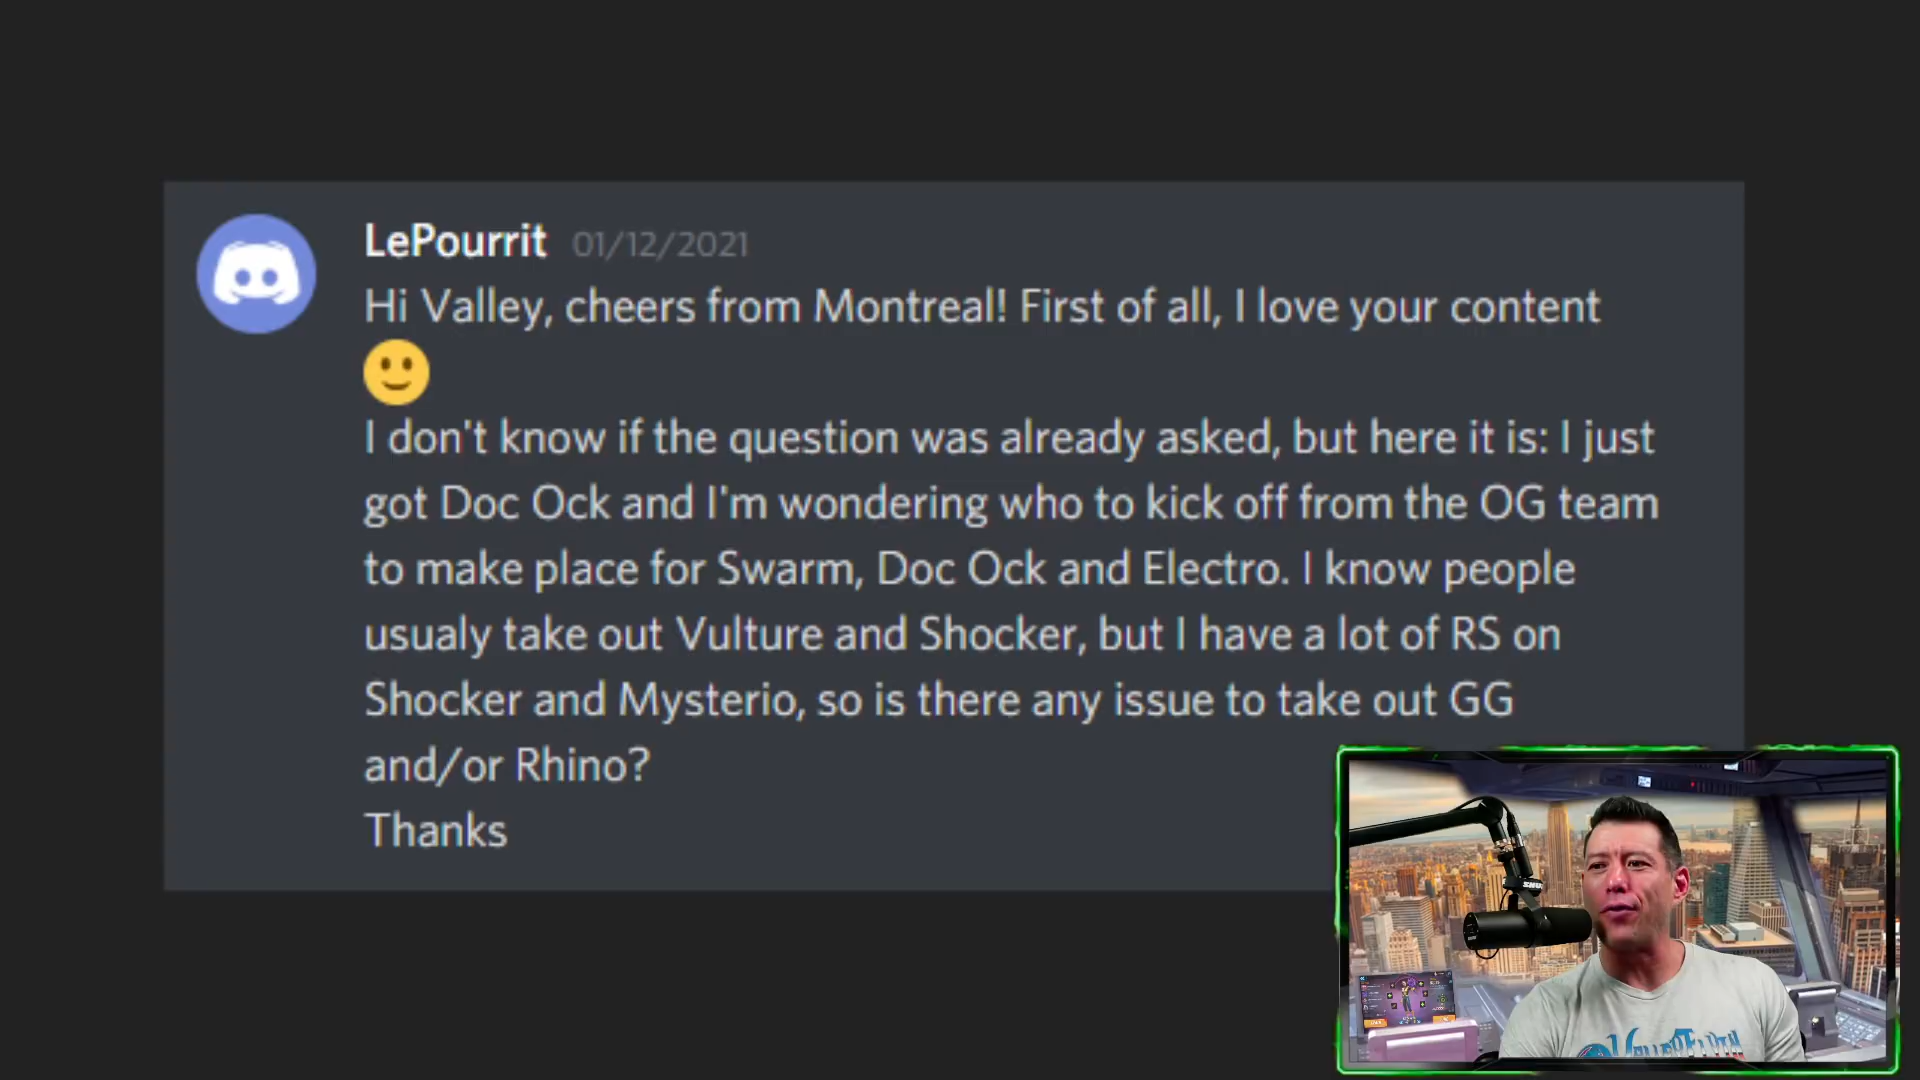 LePourrit 01/12/2021
Hi Valley, cheers from Montreal! First of all, I love your content
I don't know if the question was already asked, but here it is: I just
got Doc Ock and I'm wondering who to kick off from the OG team
to make place for Swarm, Doc Ock and Electro. I know people
usualy take out Vulture and Shocker, but I have a lot of RS on
Shocker and Mysterio, so is there any issue to take out GG
and/or Rhino?
Thanks